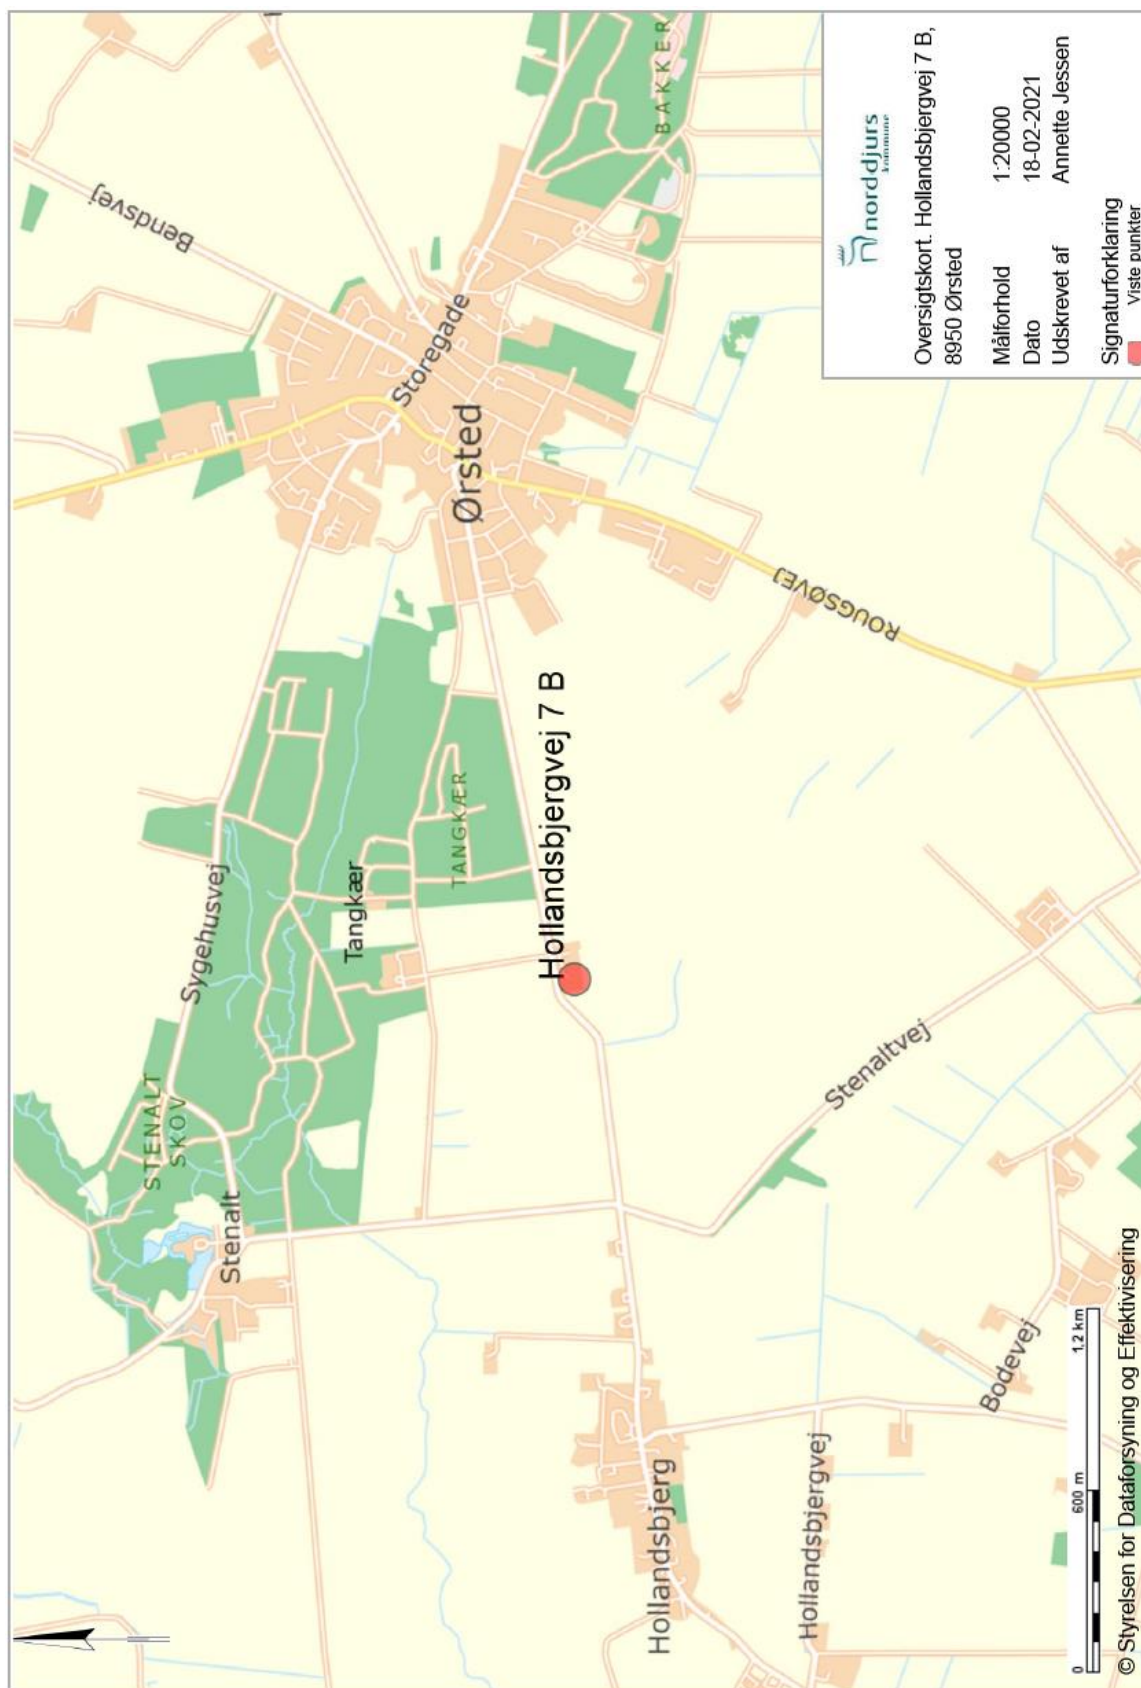 Bendsvej
Storegade
BAKKER
Ørsted
ROUGSØVEJ
Sygehusvej
Tangkær
TANGKÆR
Hollandsbjergvej 7 B
STENALT
SKOV
Stenalt
Stenaltvej
Hollandsbjerg
Hollandsbjergvej
Bodevej
0 600 m 1,2 km
© Styrelsen for Dataforsyning og Effektivisering
norddjurs
kommune
Oversigtskort. Hollandsbjergvej 7 B,
8950 Ørsted
Målforhold 1:20000
Dato 18-02-2021
Udskrevet af Annette Jessen
Signaturforklaring
Viste punkter